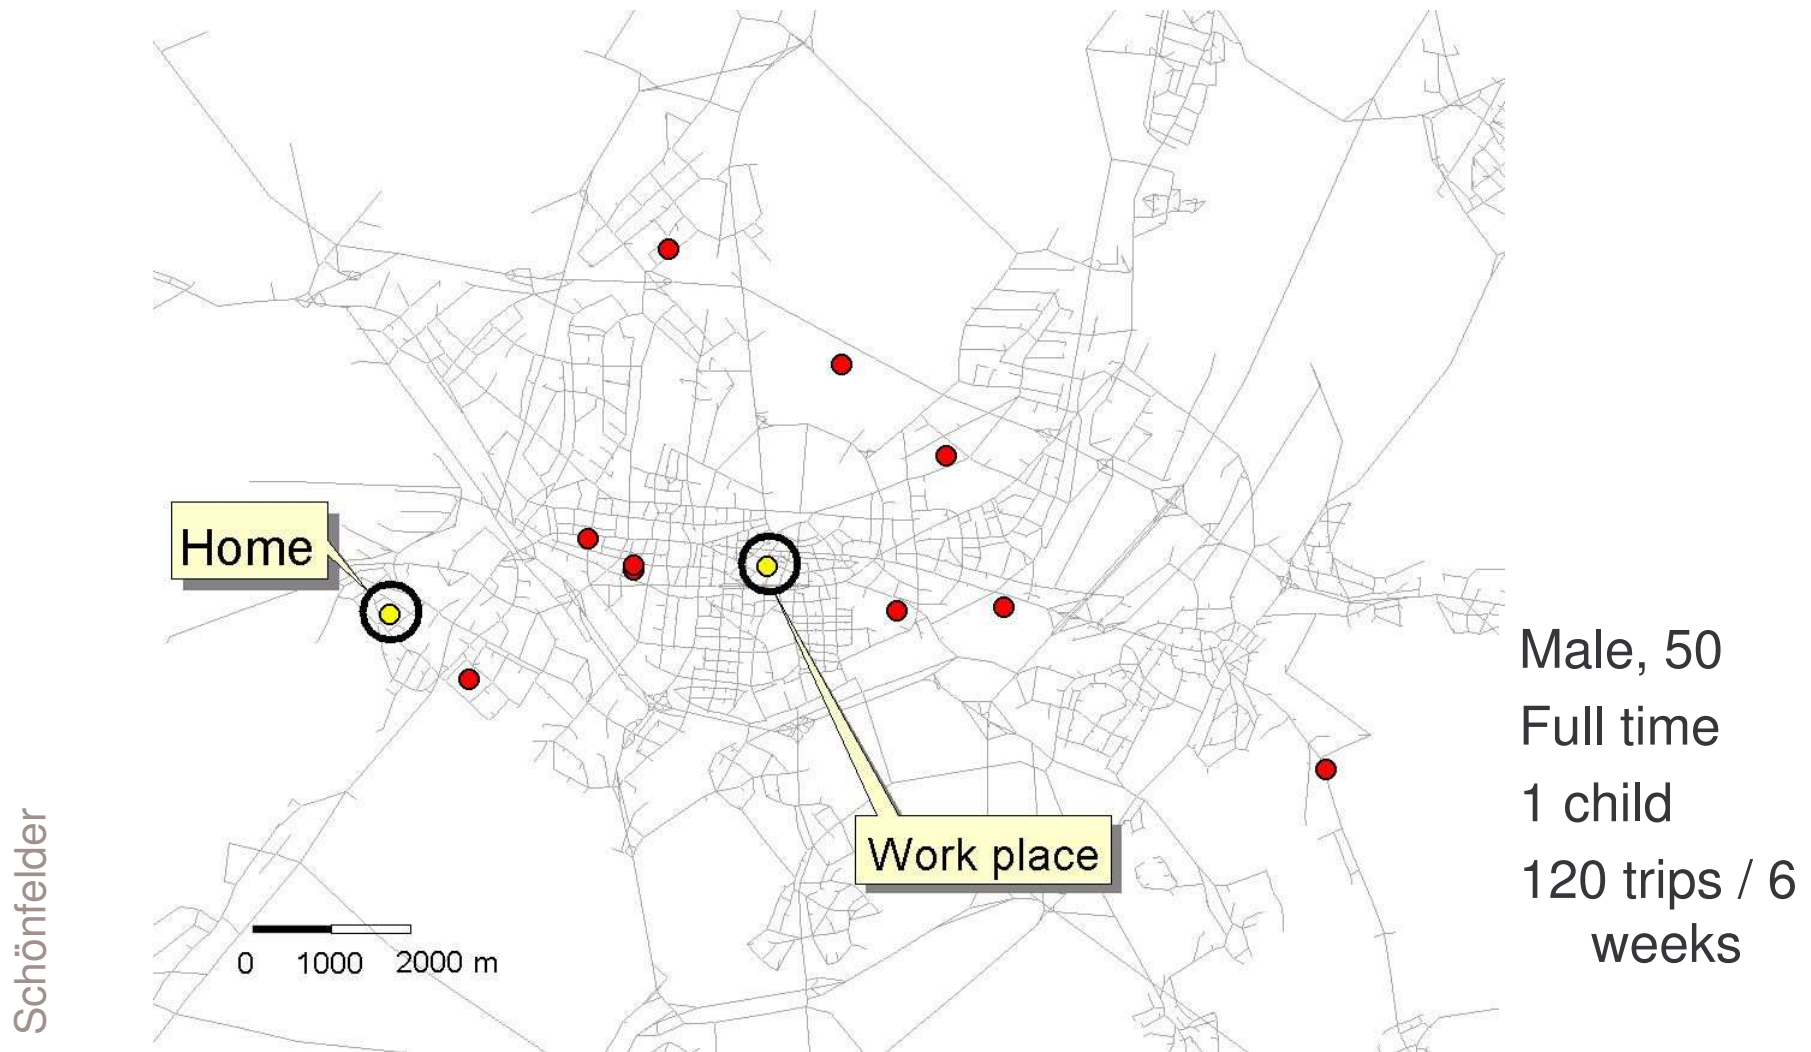 Home
Work place
0 1000 2000 m
Male, 50
Full time
1 child
120 trips / 6
weeks
Schönfelder